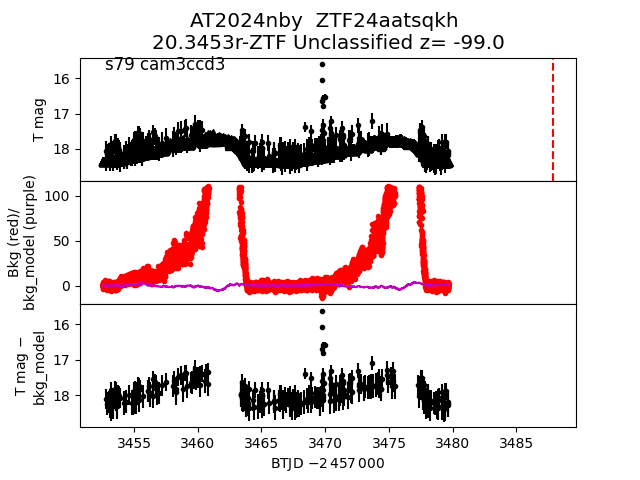 AT2024nby  ZTF24aatsqkh
20.3453r-ZTF Unclassified z= -99.0
s79 cam3ccd3
T mag
16
17
18
Bkg (red)/
bkg_model (purple)
100
50
0
T mag −
bkg_model
16
17
18
3455 3460 3465 3470 3475 3480 3485
BTJD −2 457 000